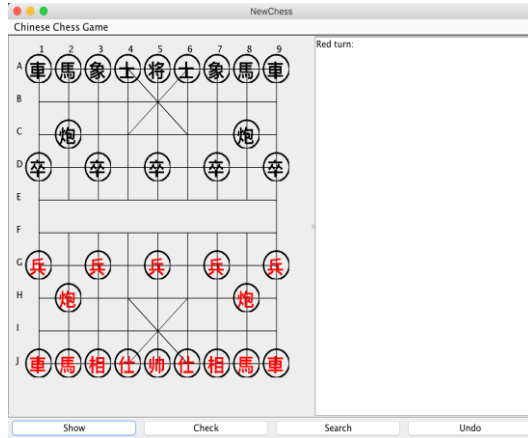 NewChess
Chinese Chess Game
1 2 3 4 5 6 7 8 9
Red turn:
A 車 馬 象 士 将 士 象 馬 車
B
C 炮 炮
D 卒 卒 卒 卒 卒
E
F
G 兵 兵 兵 兵 兵
H 炮 炮
I
J 車 馬 相 仕 帅 仕 相 馬 車
Show Check Search Undo